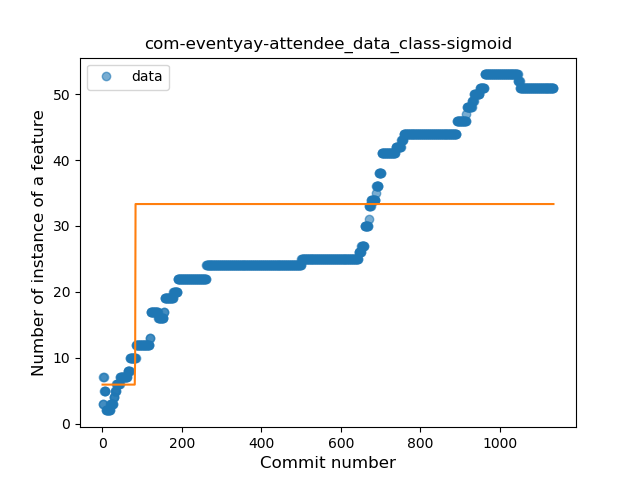 com-eventyay-attendee_data_class-sigmoid
data
Number of instance of a feature
50
40
30
20
10
0
0 200 400 600 800 1000
Commit number